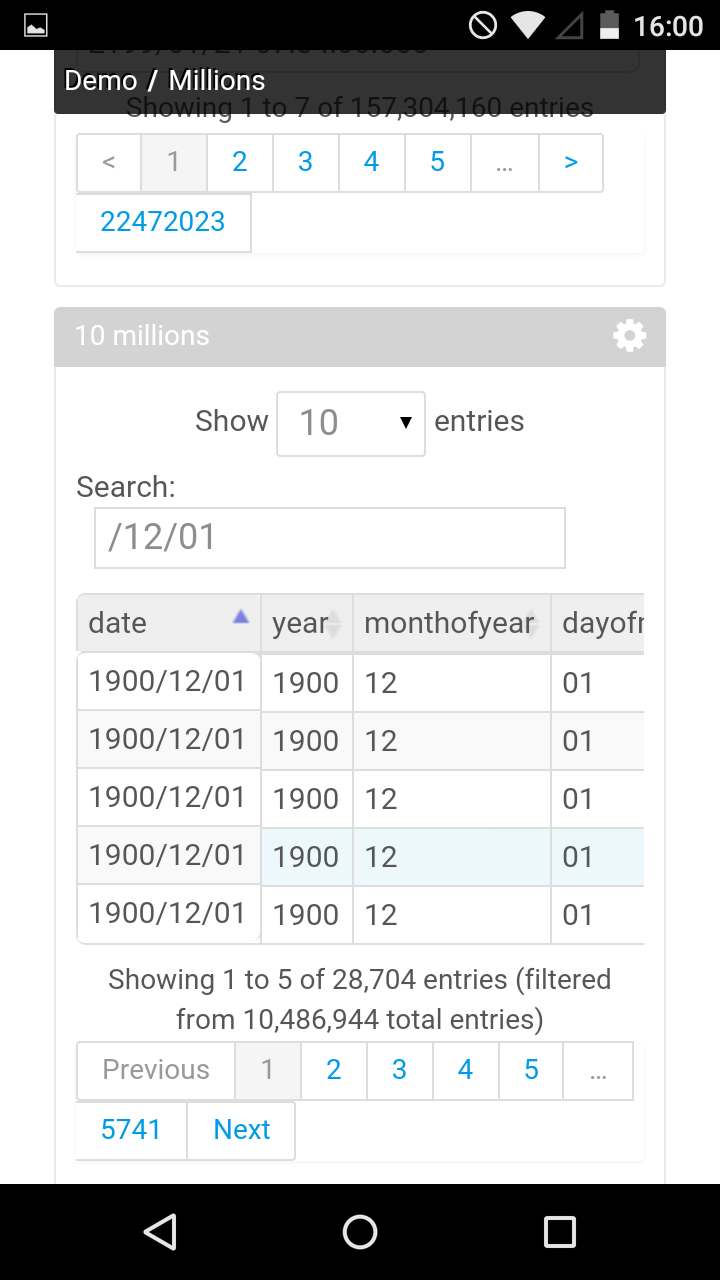 16:00
Demo / Millions
Showing 1 to 7 of 157,304,160 entries
< 1 2 3 4 5 ... >
22472023
10 millions
Show 10 entries
Search:
/12/01
date year monthofyear dayofr
1900/12/01 1900 12 01
1900/12/01 1900 12 01
1900/12/01 1900 12 01
1900/12/01 1900 12 01
1900/12/01 1900 12 01
Showing 1 to 5 of 28,704 entries (filtered
from 10,486,944 total entries)
Previous 1 2 3 4 5 ...
5741 Next